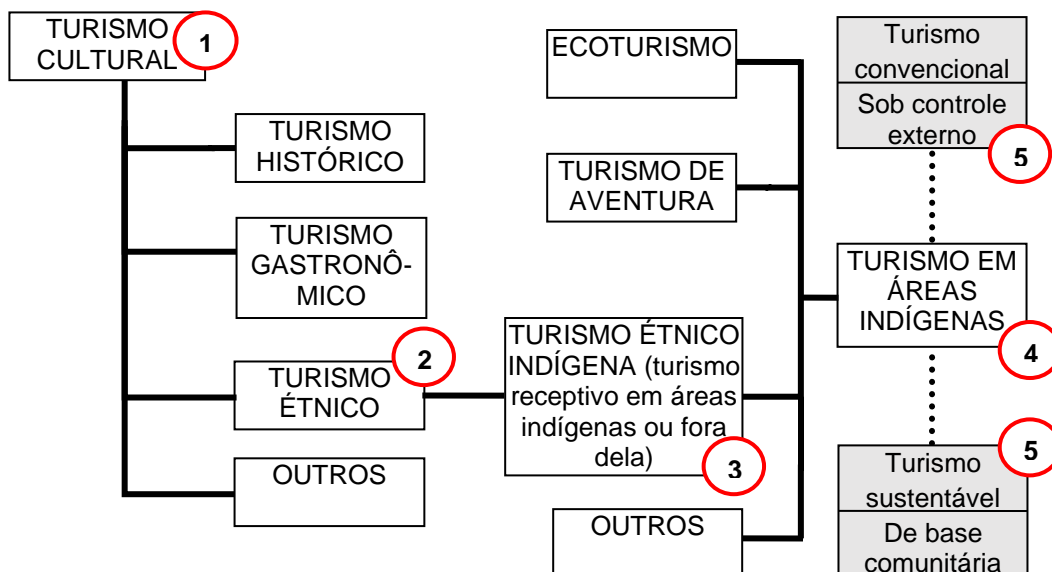 TURISMO
CULTURAL
1
TURISMO
HISTÓRICO
TURISMO
GASTRONÔ-
MICO
TURISMO
ÉTNICO
2
OUTROS
ECOTURISMO
TURISMO DE
AVENTURA
TURISMO ÉTNICO
INDÍGENA (turismo
receptivo em áreas
indígenas ou fora
dela)
3
OUTROS
Turismo
convencional
Sob controle
externo
5
TURISMO EM
ÁREAS
INDÍGENAS
4
5
Turismo
sustentável
De base
comunitária